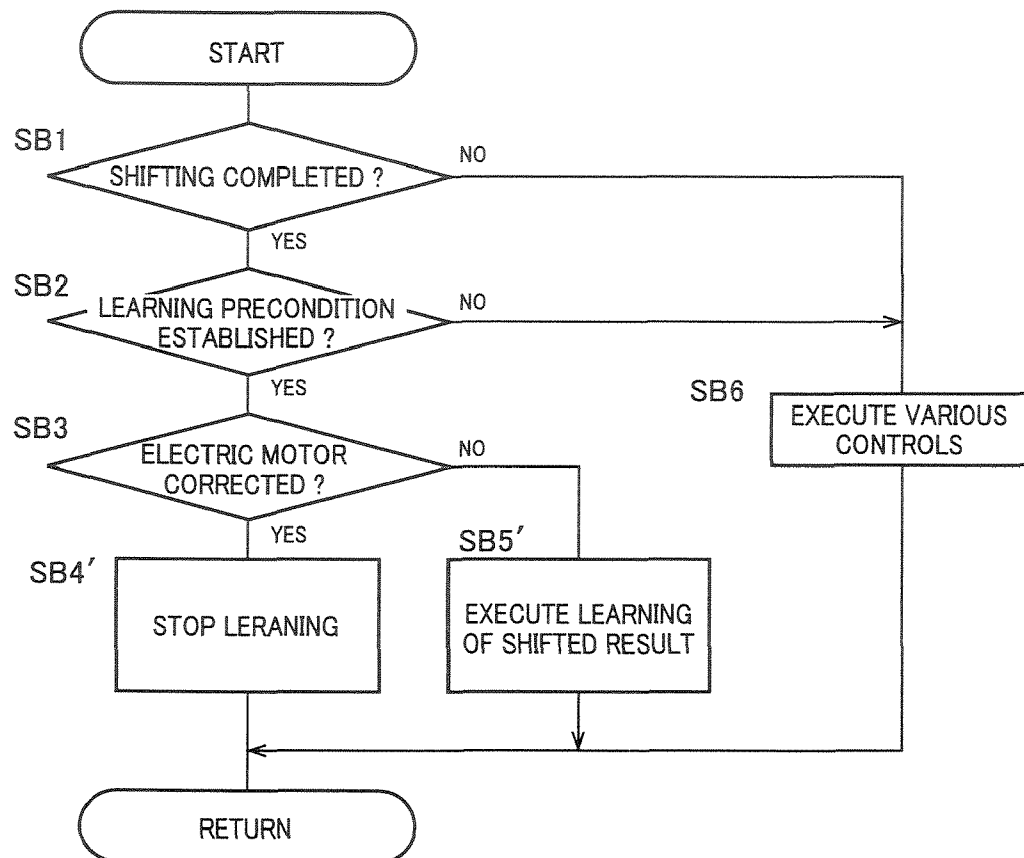 START
SB1
SHIFTING COMPLETED ?
NO
YES
SB2
LEARNING PRECONDITION
ESTABLISHED ?
NO
YES
SB6
EXECUTE VARIOUS
CONTROLS
SB3
ELECTRIC MOTOR
CORRECTED ?
NO
YES
SB4′
STOP LERANING
SB5′
EXECUTE LEARNING
OF SHIFTED RESULT
RETURN